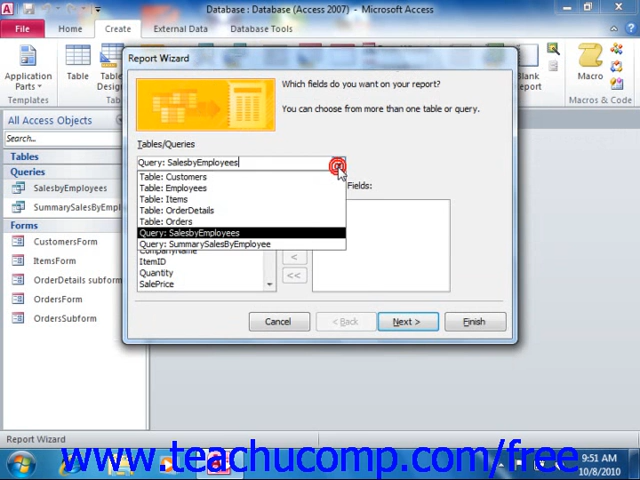 Database : Database (Access 2007) - Microsoft Access
File Home Create External Data Database Tools
Application Parts
Table
Table Design
Blank Report
Macro
Templates
Macros & Code
All Access Objects
Search...
Tables
Queries
SalesbyEmployees
SummarySalesByEmpl
Forms
CustomersForm
ItemsForm
OrderDetails subform
OrdersForm
OrdersSubform
Report Wizard
Which fields do you want on your report?
You can choose from more than one table or query.
Tables/Queries
Query: SalesbyEmployees
Table: Customers
Table: Employees
Table: Items
Table: OrderDetails
Table: Orders
Query: SalesbyEmployees
Query: SummarySalesByEmployee
Fields:
CompanyName
ItemID
Quantity
SalePrice
<
<<
Cancel < Back Next > Finish
Report Wizard
www.teachucomp.com/free
9:51 AM
10/8/2010